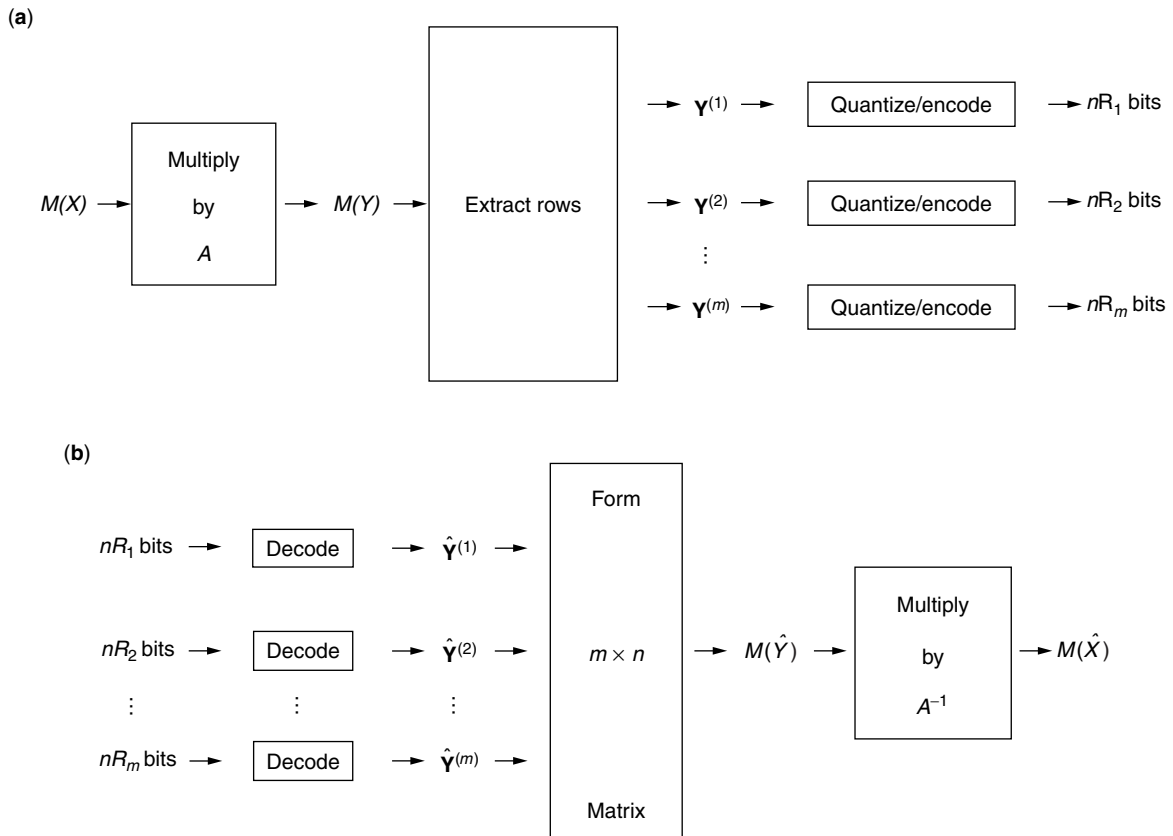 (a)
M(X) → Multiply by A → M(Y) → Extract rows
→ Y(1) → Quantize/encode → nR1 bits
→ Y(2) → Quantize/encode → nR2 bits
⋮
→ Y(m) → Quantize/encode → nRm bits
(b)
nR1 bits → Decode → Ŷ(1) →
nR2 bits → Decode → Ŷ(2) →
⋮ ⋮ ⋮
nRm bits → Decode → Ŷ(m) →
Form
m × n
Matrix
→ M(Ŷ) → Multiply by A−1 → M(X̂)